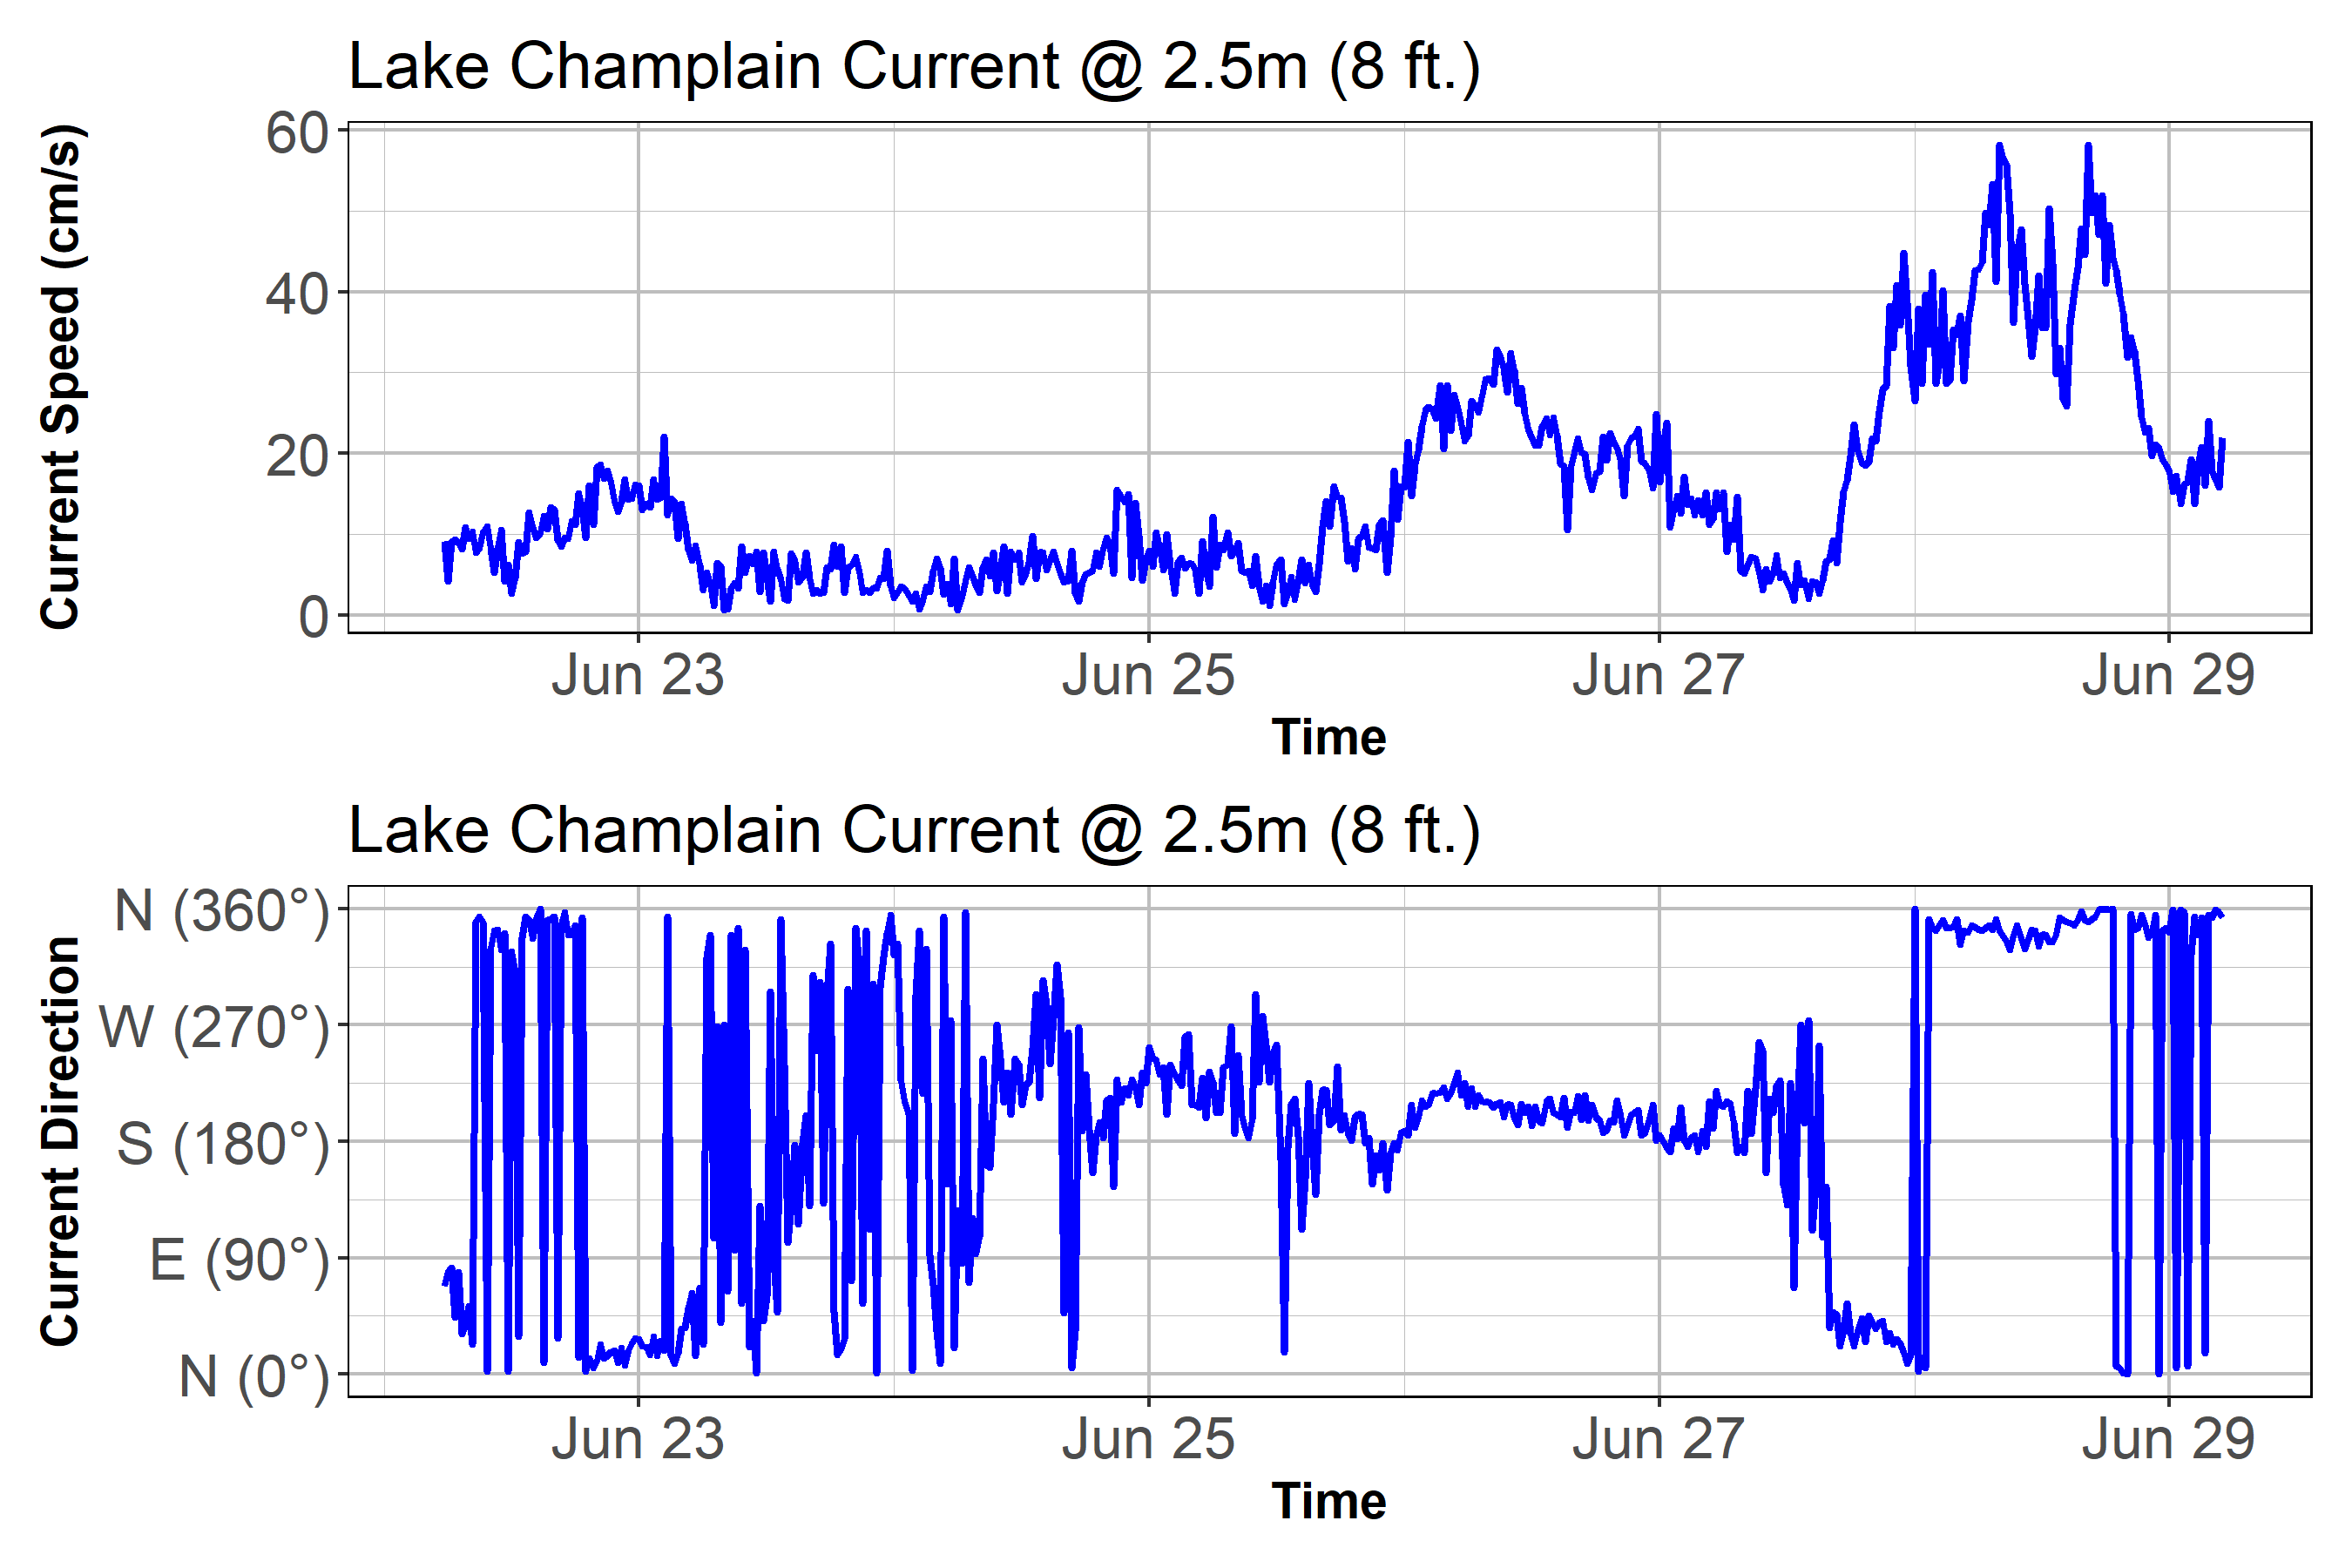 Lake Champlain Current @ 2.5m (8 ft.)
Current Speed (cm/s)
60
40
20
0
Jun 23 Jun 25 Jun 27 Jun 29
Time
Lake Champlain Current @ 2.5m (8 ft.)
Current Direction
N (360°)
W (270°)
S (180°)
E (90°)
N (0°)
Jun 23 Jun 25 Jun 27 Jun 29
Time